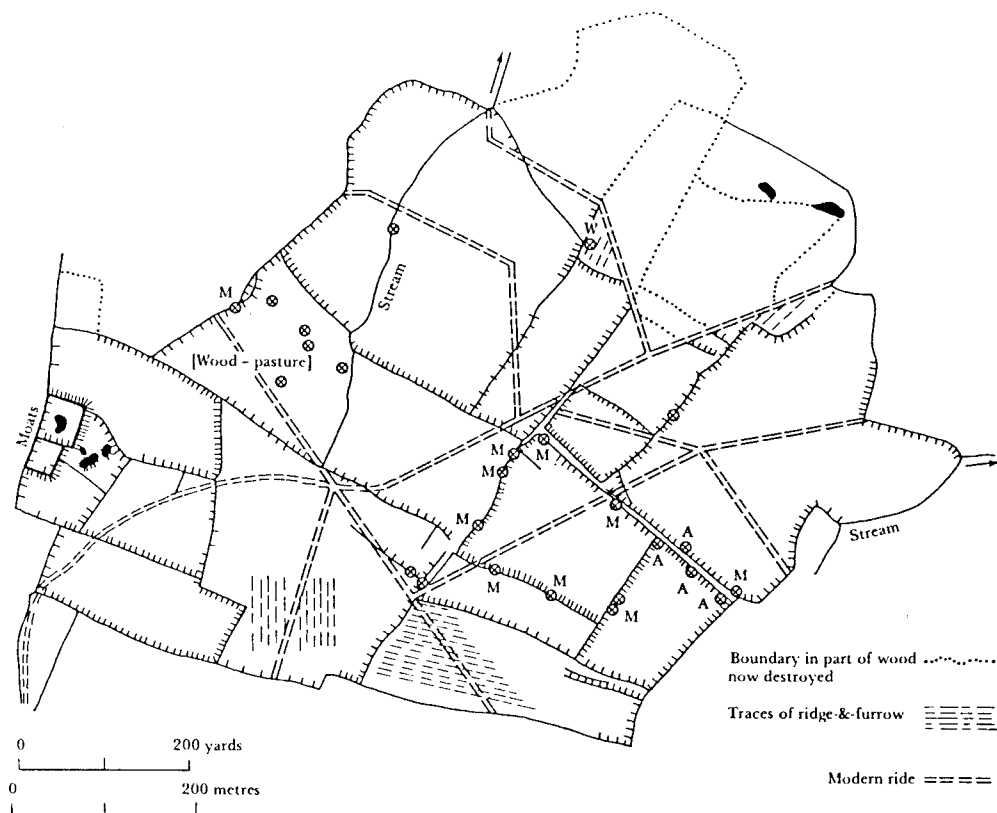 W
Stream
M
[Wood - pasture]
Moats
M
M
M
M
M
Stream
A
A
M
M
M
A
A
M
Boundary in part of wood
now destroyed
Traces of ridge-&-furrow
0 200 yards
Modern ride
0 200 metres